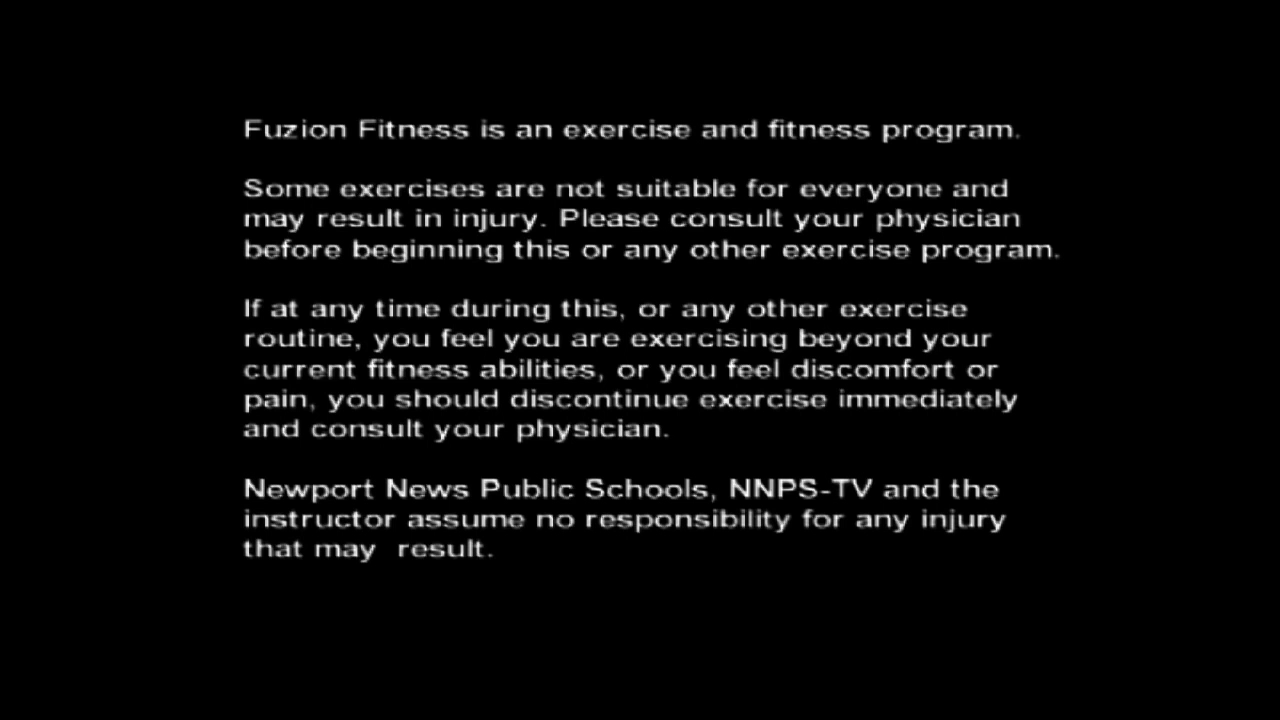 Fuzion Fitness is an exercise and fitness program.
Some exercises are not suitable for everyone and
may result in injury. Please consult your physician
before beginning this or any other exercise program.
If at any time during this, or any other exercise
routine, you feel you are exercising beyond your
current fitness abilities, or you feel discomfort or
pain, you should discontinue exercise immediately
and consult your physician.
Newport News Public Schools, NNPS-TV and the
instructor assume no responsibility for any injury
that may  result.